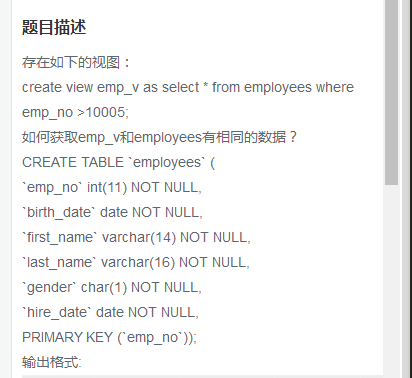 题目描述
存在如下的视图：
create view emp_v as select * from employees where
emp_no >10005;
如何获取emp_v和employees有相同的数据？
CREATE TABLE `employees` (
`emp_no` int(11) NOT NULL,
`birth_date` date NOT NULL,
`first_name` varchar(14) NOT NULL,
`last_name` varchar(16) NOT NULL,
`gender` char(1) NOT NULL,
`hire_date` date NOT NULL,
PRIMARY KEY (`emp_no`));
输出格式: